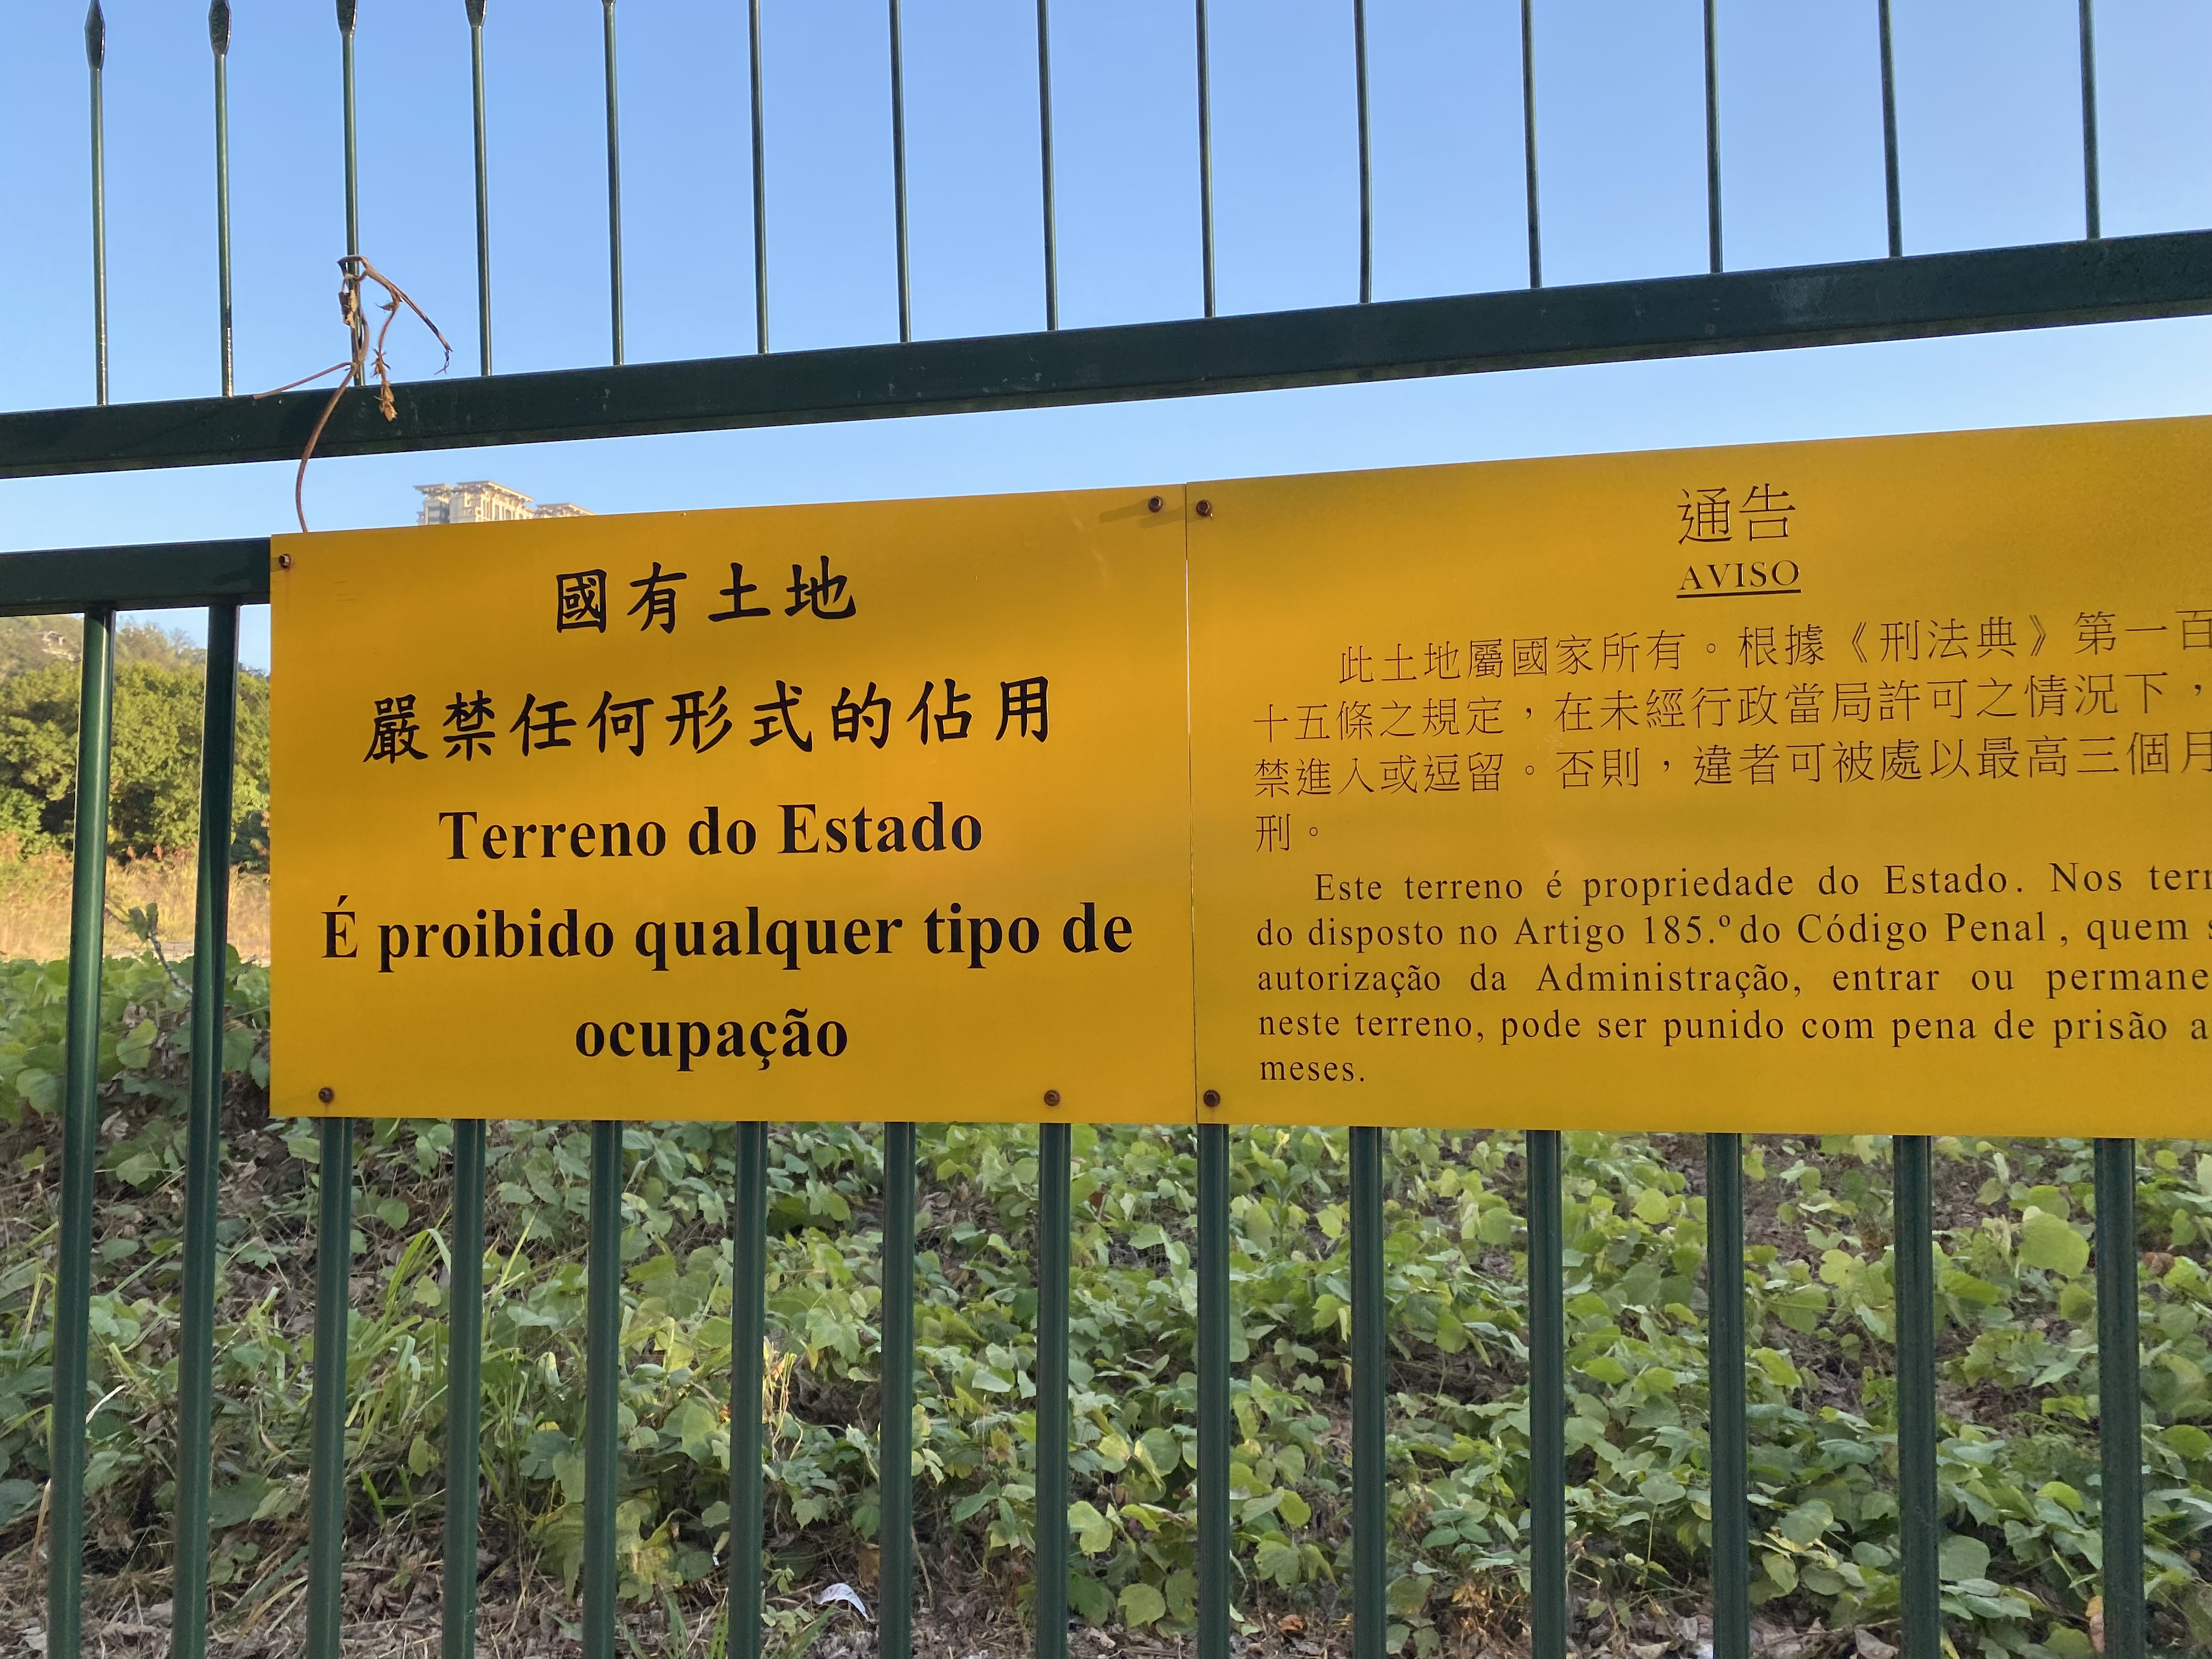 國有土地
嚴禁任何形式的佔用
Terreno do Estado
É proibido qualquer tipo de
ocupação
通告
AVISO
此土地屬國家所有。根據《刑法典》第一百
十五條之規定,在未經行政當局許可之情況下,
禁進入或逗留。否則,違者可被處以最高三個月
刑。
Este terreno é propriedade do Estado. Nos
do disposto no Artigo 185.º do Código Penal , quem
autorização da Administração, entrar ou
neste terreno, pode ser punido com pena de prisão
meses.